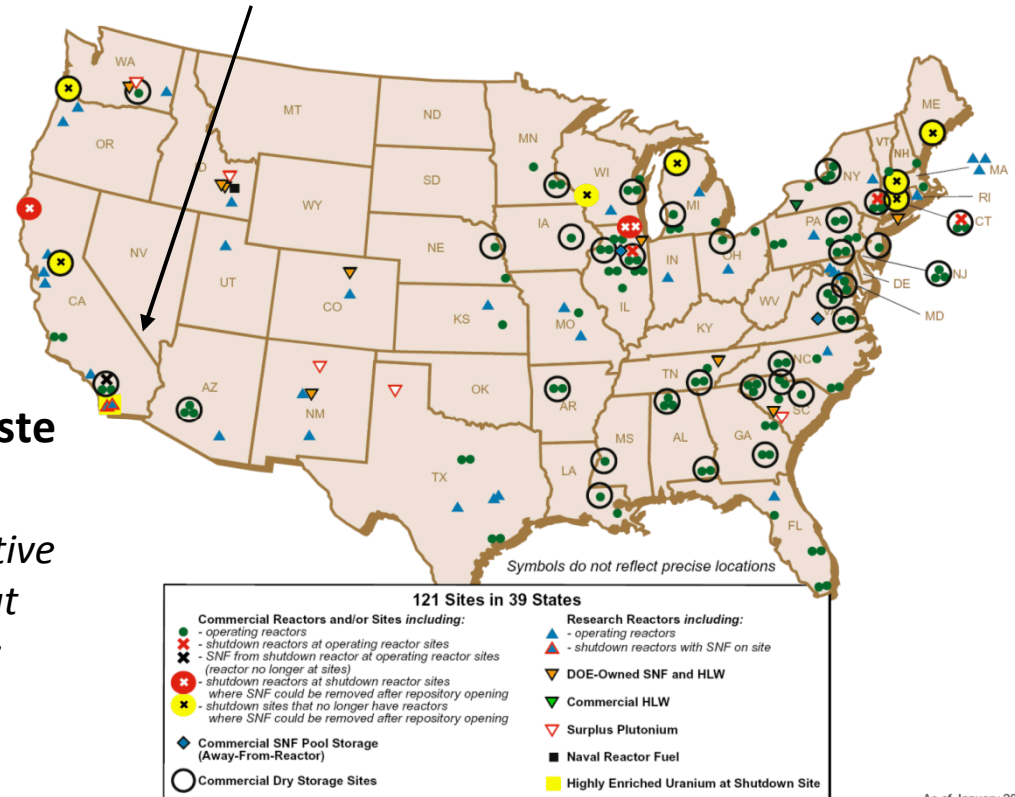 WA
MT
ND
MN
ME
VT
NH
OR
ID
SD
WI
NY
MA
WY
MI
RI
CT
IA
PA
NE
NV
UT
IL
IN
OH
NJ
CA
CO
DE
WV
VA
MD
KS
MO
KY
NC
TN
AZ
OK
NM
AR
SC
MS
AL
GA
LA
TX
FL
ste
tive
Symbols do not reflect precise locations
121 Sites in 39 States
Commercial Reactors and/or Sites including:
- operating reactors
- shutdown reactors at operating reactor sites
- SNF from shutdown reactor at operating reactor sites
(reactor no longer at sites)
- shutdown reactors at shutdown reactor sites
where SNF could be removed after repository opening
- shutdown sites that no longer have reactors
where SNF could be removed after repository opening
Commercial SNF Pool Storage
(Away-From-Reactor)
Commercial Dry Storage Sites
Research Reactors including:
- operating reactors
- shutdown reactors with SNF on site
DOE-Owned SNF and HLW
Commercial HLW
Surplus Plutonium
Naval Reactor Fuel
Highly Enriched Uranium at Shutdown Site